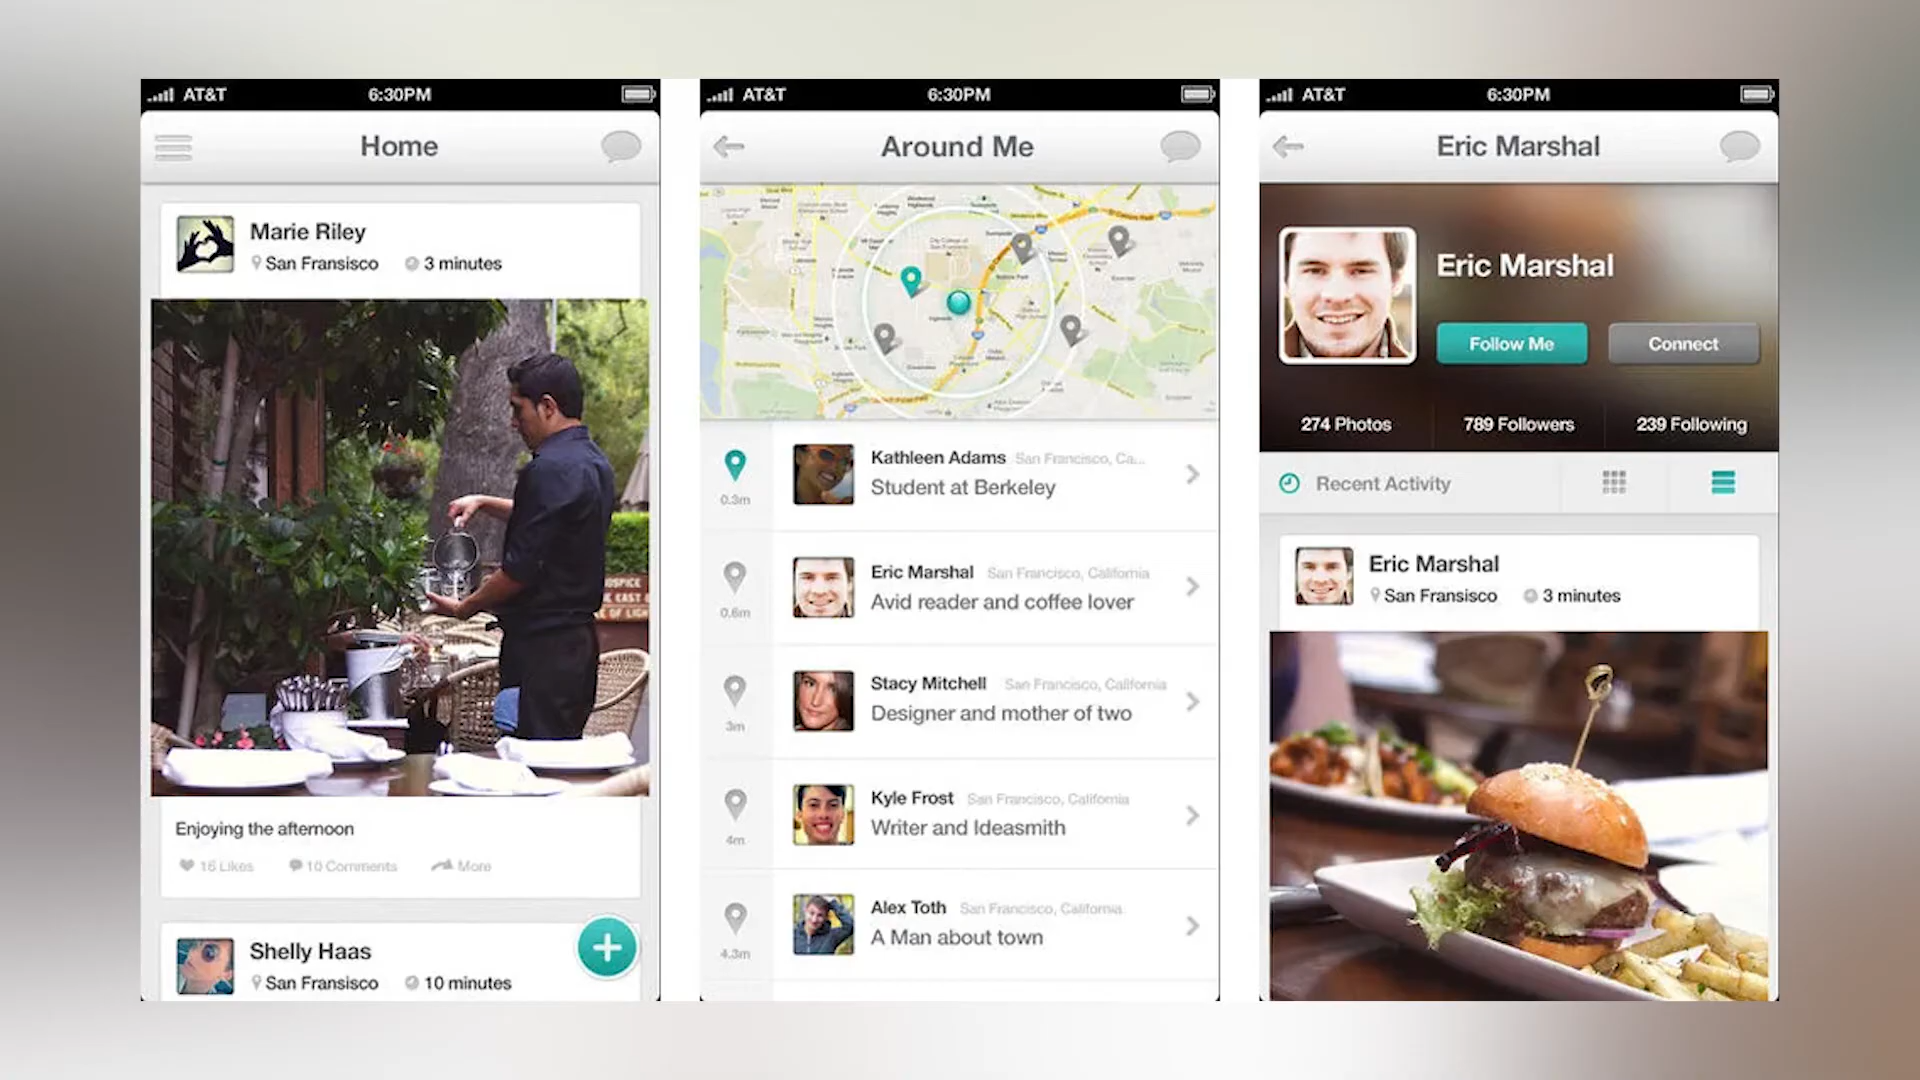 AT&T 6:30PM
Home
Marie Riley
San Fransisco 3 minutes
HOSPICE
Enjoying the afternoon
16 Likes 10 Comments More
Shelly Haas
San Fransisco 10 minutes
AT&T 6:30PM
Around Me
Kathleen Adams San Francisco, Ca...
Student at Berkeley
0.3m
Eric Marshal San Francisco, California
Avid reader and coffee lover
0.6m
Stacy Mitchell San Francisco, California
Designer and mother of two
3m
Kyle Frost San Francisco, California
Writer and Ideasmith
4m
Alex Toth San Francisco, California
A Man about town
4.3m
AT&T 6:30PM
Eric Marshal
Eric Marshal
Follow Me Connect
274 Photos 789 Followers 239 Following
Recent Activity
Eric Marshal
San Fransisco 3 minutes